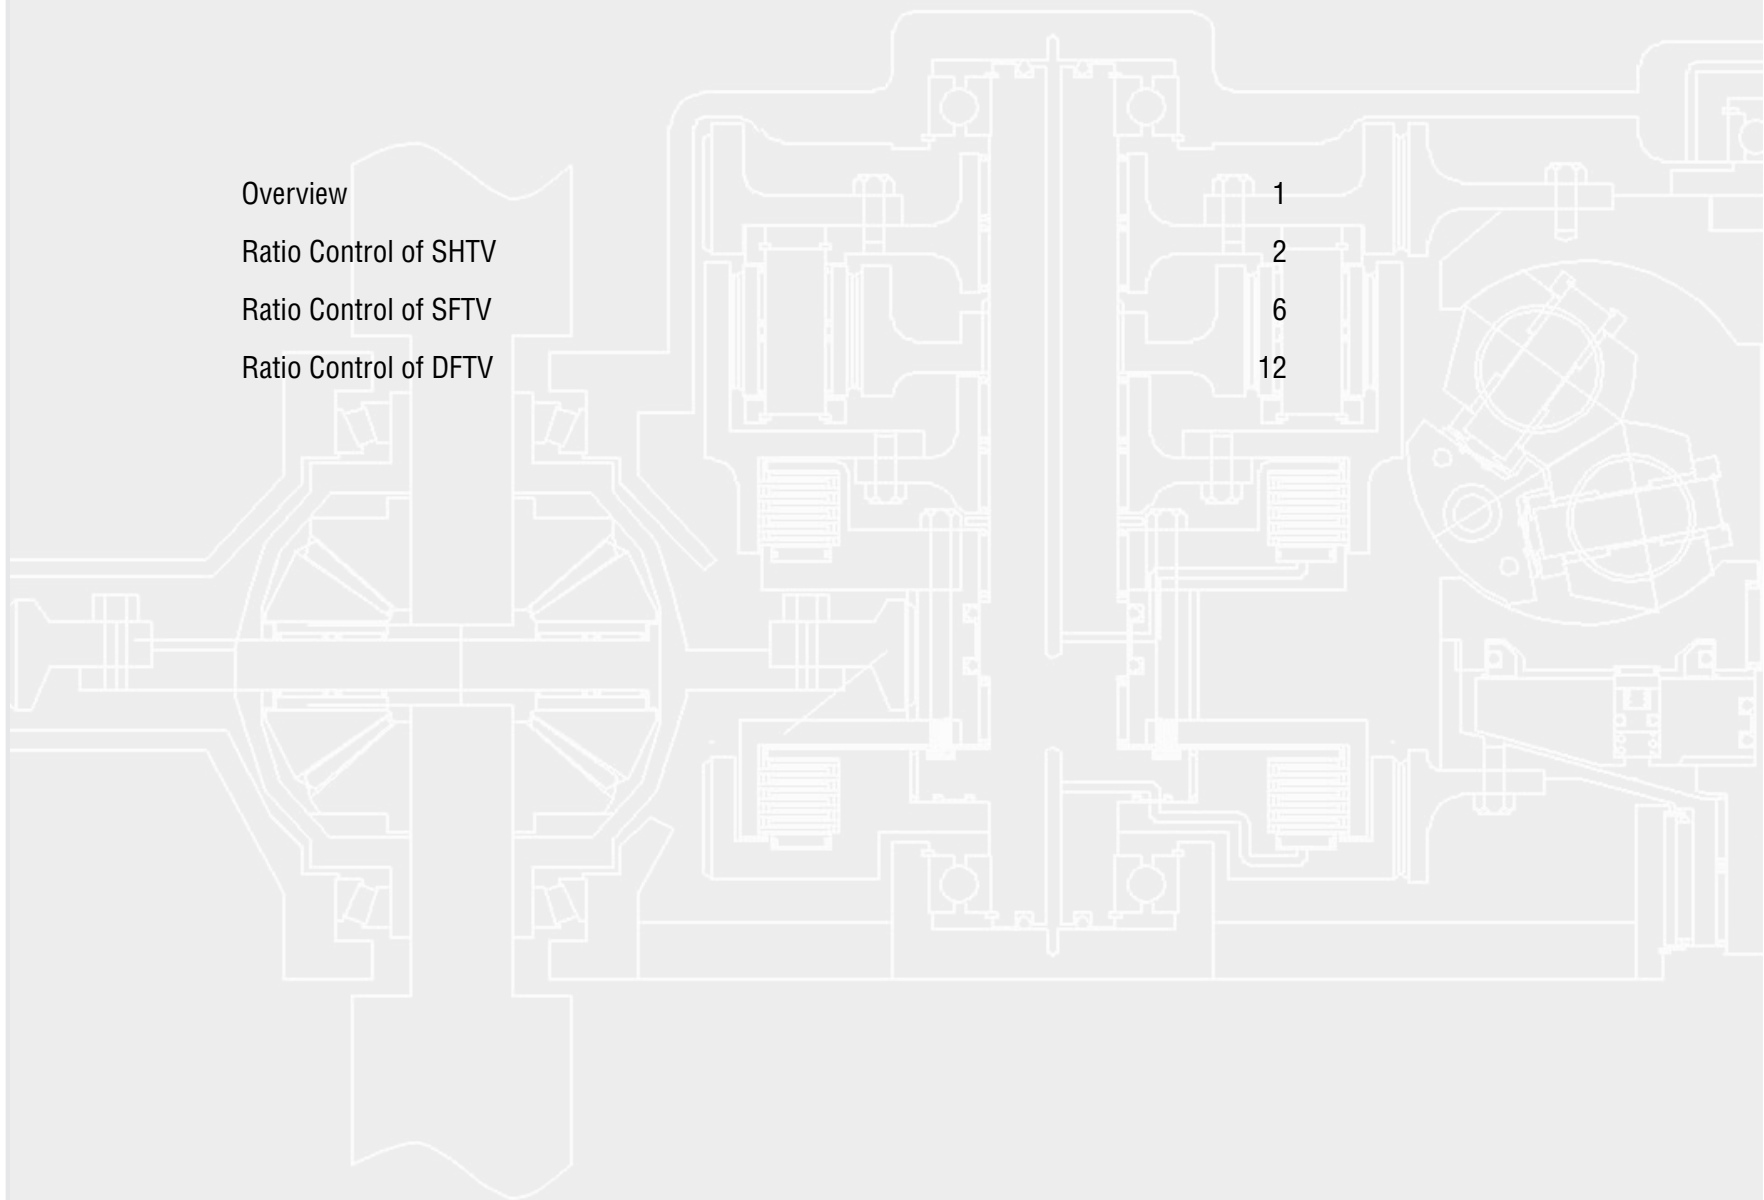 Overview 1
Ratio Control of SHTV 2
Ratio Control of SFTV 6
Ratio Control of DFTV 12